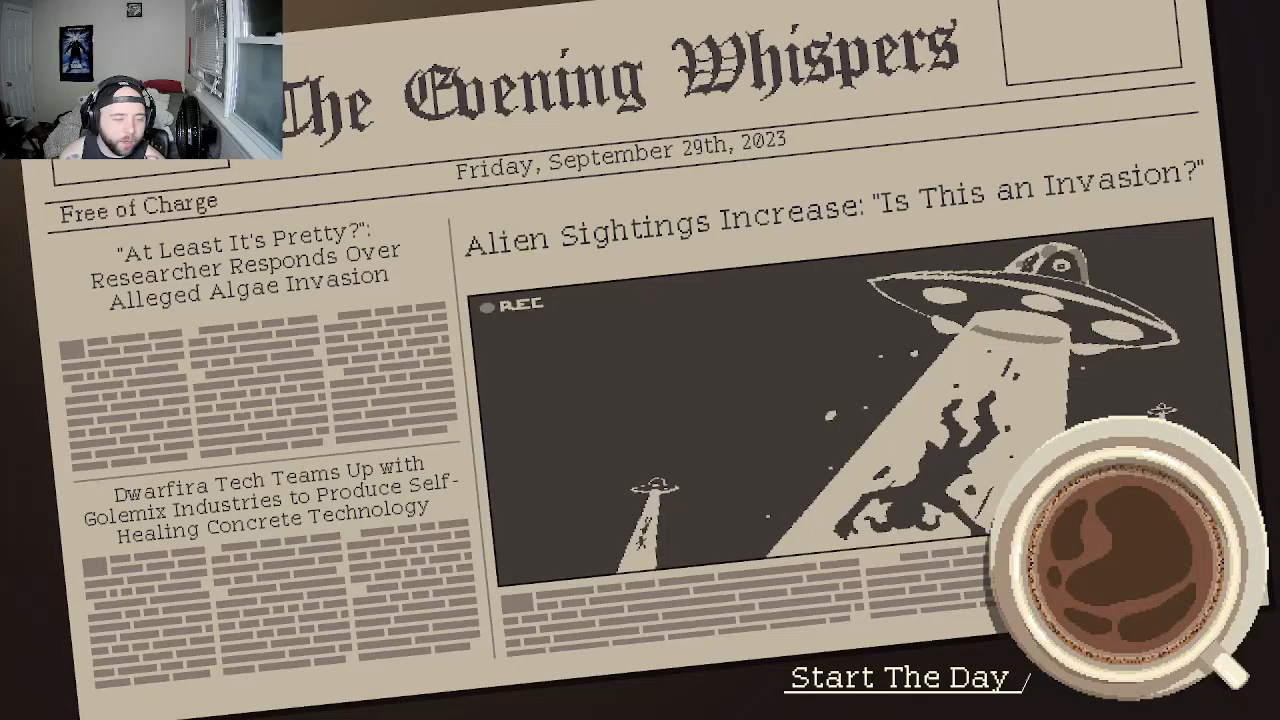 The Evening Whispers
Friday, September 29th, 2023
Free of Charge
"At Least It's Pretty?":
Researcher Responds Over
Alleged Algae Invasion
Alien Sightings Increase: "Is This an Invasion?"
REC
Dwarfira Tech Teams Up with
Golemix Industries to Produce Self-
Healing Concrete Technology
Start The Day